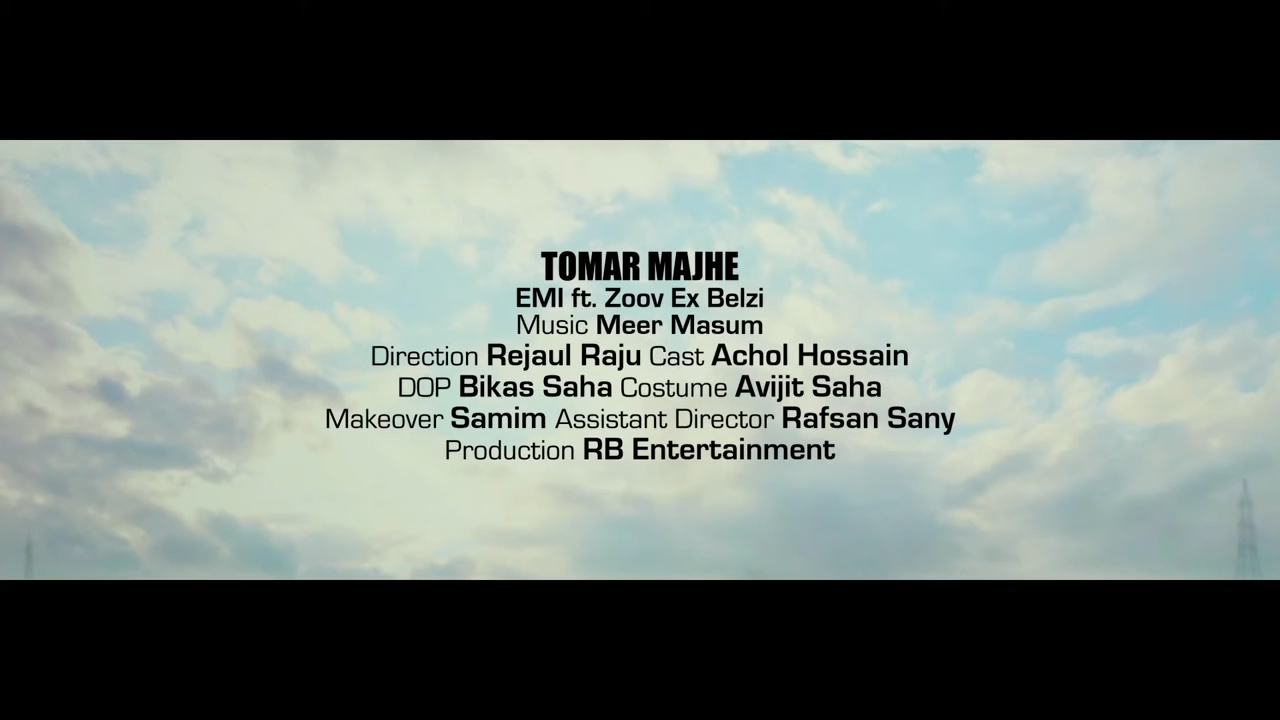 TOMAR MAJHE
EMI ft. Zoov Ex Belzi
Music Meer Masum
Direction Rejaul Raju Cast Achol Hossain
DOP Bikas Saha Costume Avijit Saha
Makeover Samim Assistant Director Rafsan Sany
Production RB Entertainment